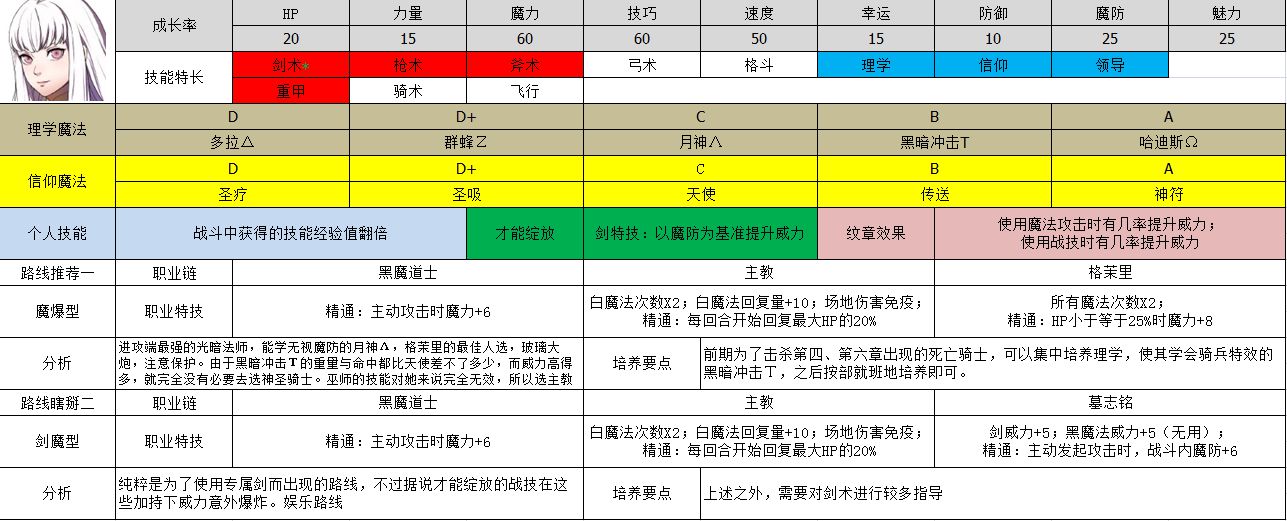 成长率 HP 力量 魔力 技巧 速度 幸运 防御 魔防 魅力
20 15 60 60 50 15 10 25 25
技能特长 剑术* 枪术 斧术 弓术 格斗 理学 信仰 领导
重甲 骑术 飞行
理学魔法 D D+ C B A
多拉Δ 群蜂Z 月神Λ 黑暗冲击T 哈迪斯Ω
信仰魔法 D D+ C B A
圣疗 圣吸 天使 传送 神符
个人技能 战斗中获得的技能经验值翻倍 才能绽放 剑特技：以魔防为基准提升威力 纹章效果 使用魔法攻击时有几率提升威力；
使用战技时有几率提升威力
路线推荐一 职业链 黑魔道士 主教 格茉里
魔爆型 职业特技 精通：主动攻击时魔力+6 白魔法次数X2；白魔法回复量+10；场地伤害免疫；
精通：每回合开始回复最大HP的20%
所有魔法次数X2；
精通：HP小于等于25%时魔力+8
分析 进攻端最强的光暗法师，能学无视魔防的月神Λ，格茉里的最佳人选，玻璃大
炮，注意保护。由于黑暗冲击T的重量与命中都比天使差不了多少，而威力高得
多，就完全没有必要去选神圣骑士。巫师的技能对她来说完全无效，所以选主教
培养要点 前期为了击杀第四、第六章出现的死亡骑士，可以集中培养理学，使其学会骑兵特效的
黑暗冲击T，之后按部就班地培养即可。
路线瞎掰二 职业链 黑魔道士 主教 墓志铭
剑魔型 职业特技 精通：主动攻击时魔力+6 白魔法次数X2；白魔法回复量+10；场地伤害免疫；
精通：每回合开始回复最大HP的20%
剑威力+5；黑魔法威力+5（无用）；
精通：主动发起攻击时，战斗内魔防+6
分析 纯粹是为了使用专属剑而出现的路线，不过据说才能绽放的战技在这
些加持下威力意外爆炸。娱乐路线
培养要点 上述之外，需要对剑术进行较多指导